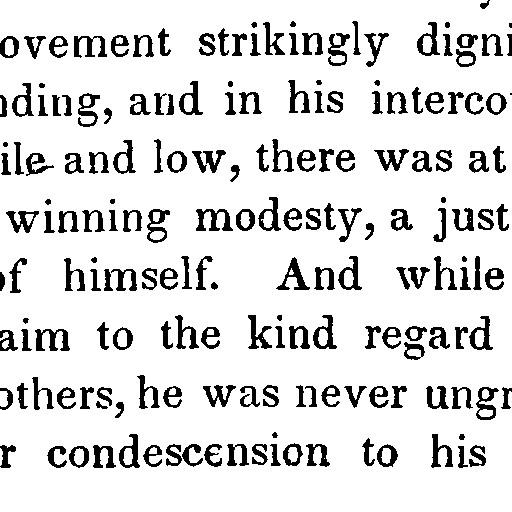 ovement strikingly digni
nding, and in his interco
ile and low, there was at
winning modesty, a just
of himself. And while
aim to the kind regard
others, he was never ungr
r condescension to his